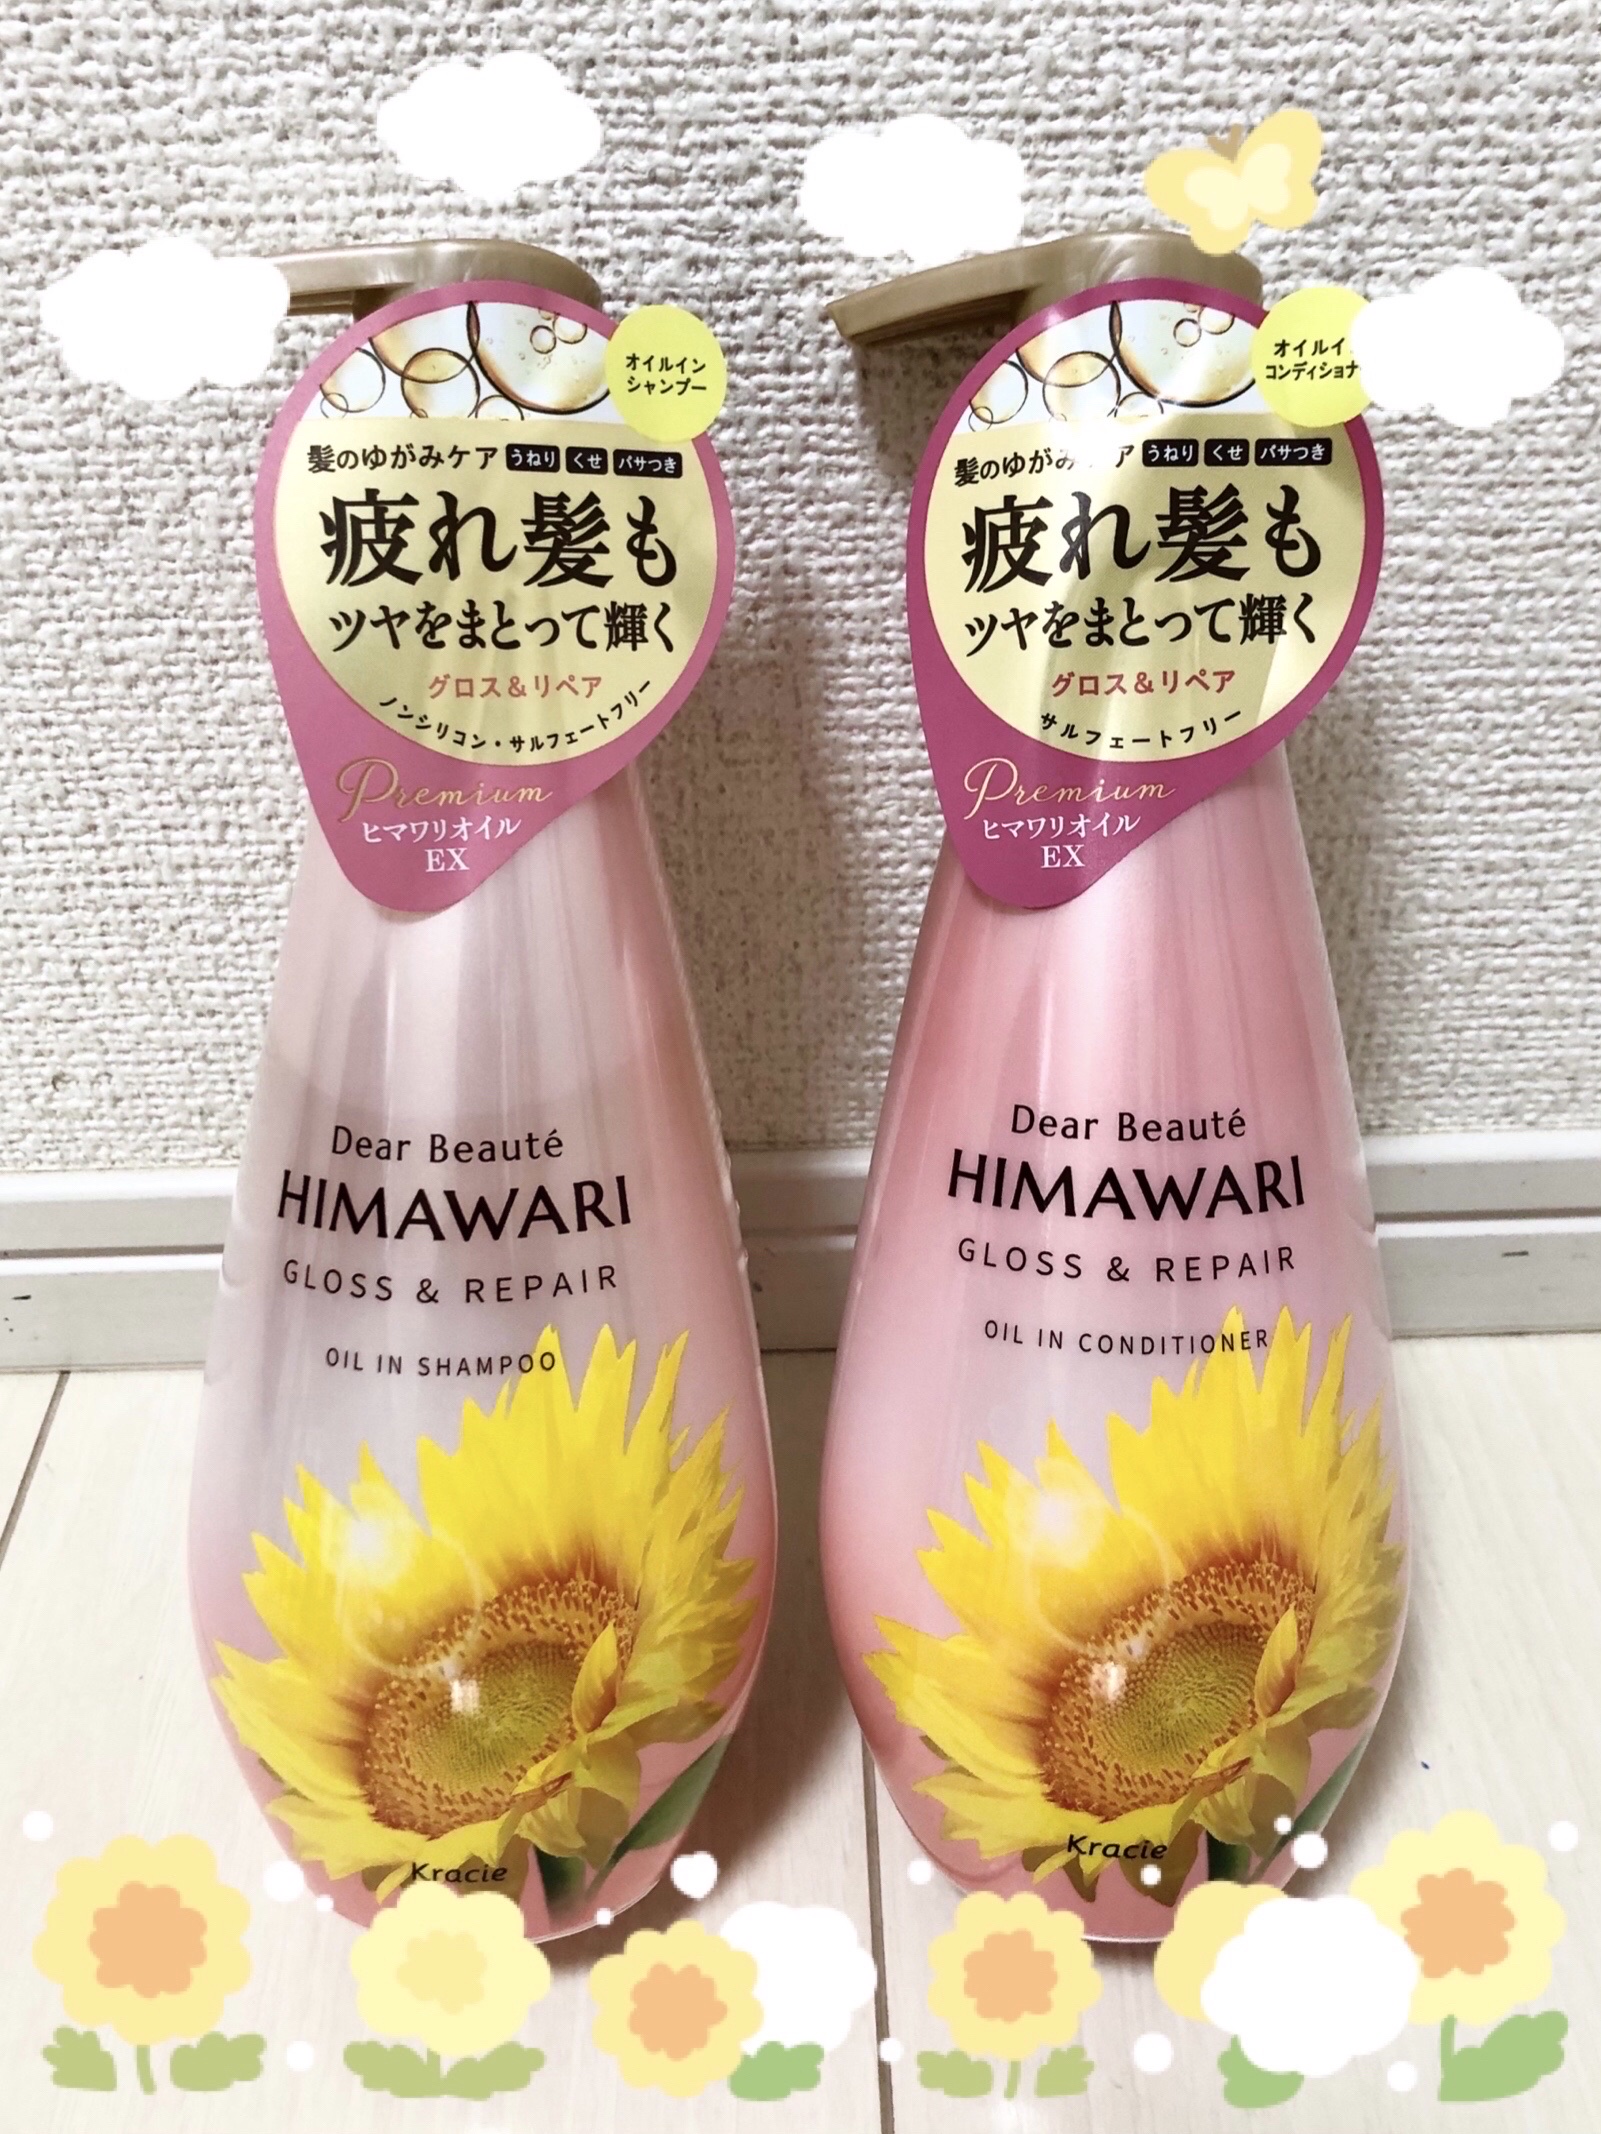 オイルイン
シャンプー
髪のゆがみケア うねり くせ パサつき
疲れ髪も
ツヤをまとって輝く
グロス&リペア
ノンシリコン・サルフェートフリー
Premium
ヒマワリオイル
EX
Dear Beauté
HIMAWARI
GLOSS & REPAIR
OIL IN SHAMPOO
Kracie
オイルイ
コンディショナ
髪のゆがみケア うねり くせ パサつき
疲れ髪も
ツヤをまとって輝く
グロス&リペア
サルフェートフリー
Premium
ヒマワリオイル
EX
Dear Beauté
HIMAWARI
GLOSS & REPAIR
OIL IN CONDITIONER
Kracie